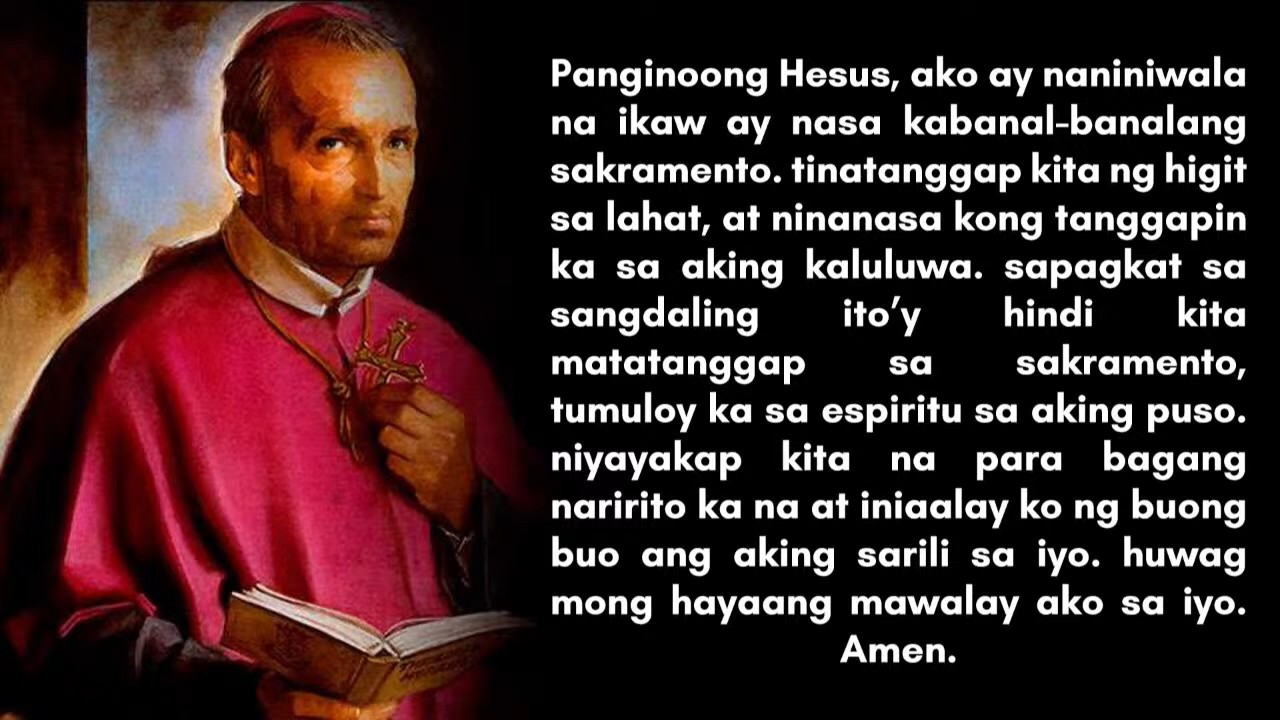 Panginoong Hesus, ako ay naniniwala
na ikaw ay nasa kabanal-banalang
sakramento. tinatanggap kita ng higit
sa lahat, at ninanasa kong tanggapin
ka sa aking kaluluwa. sapagkat sa
sangdaling ito’y hindi kita
matatanggap sa sakramento,
tumuloy ka sa espiritu sa aking puso.
niyayakap kita na para bagang
naririto ka na at iniaalay ko ng buong
buo ang aking sarili sa iyo. huwag
mong hayaang mawalay ako sa iyo.
Amen.